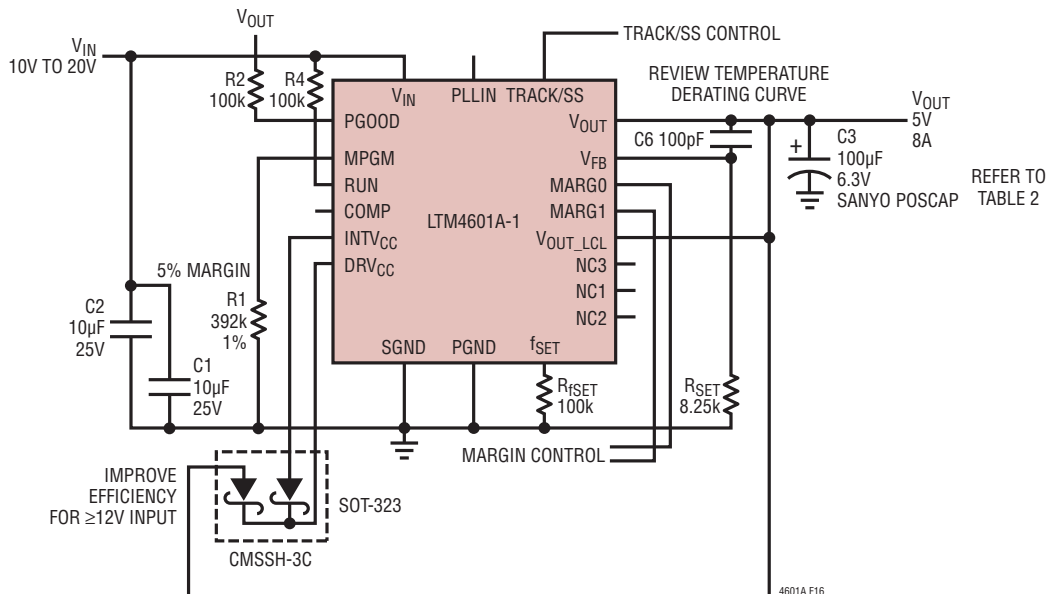 VOUT
VIN
10V TO 20V
R2
100k
R4
100k
TRACK/SS CONTROL
REVIEW TEMPERATURE
DERATING CURVE
VIN
PLLIN
TRACK/SS
PGOOD
MPGM
RUN
COMP
INTVCC
DRVCC
LTM4601A-1
VOUT
VFB
MARG0
MARG1
VOUT_LCL
NC3
NC1
NC2
SGND
PGND
fSET
C6 100pF
VOUT
5V
8A
+
C3
100µF
6.3V
SANYO POSCAP
REFER TO
TABLE 2
5% MARGIN
R1
392k
1%
C2
10µF
25V
C1
10µF
25V
RfSET
100k
RSET
8.25k
MARGIN CONTROL
IMPROVE
EFFICIENCY
FOR ≥12V INPUT
SOT-323
CMSSH-3C
4601A F16